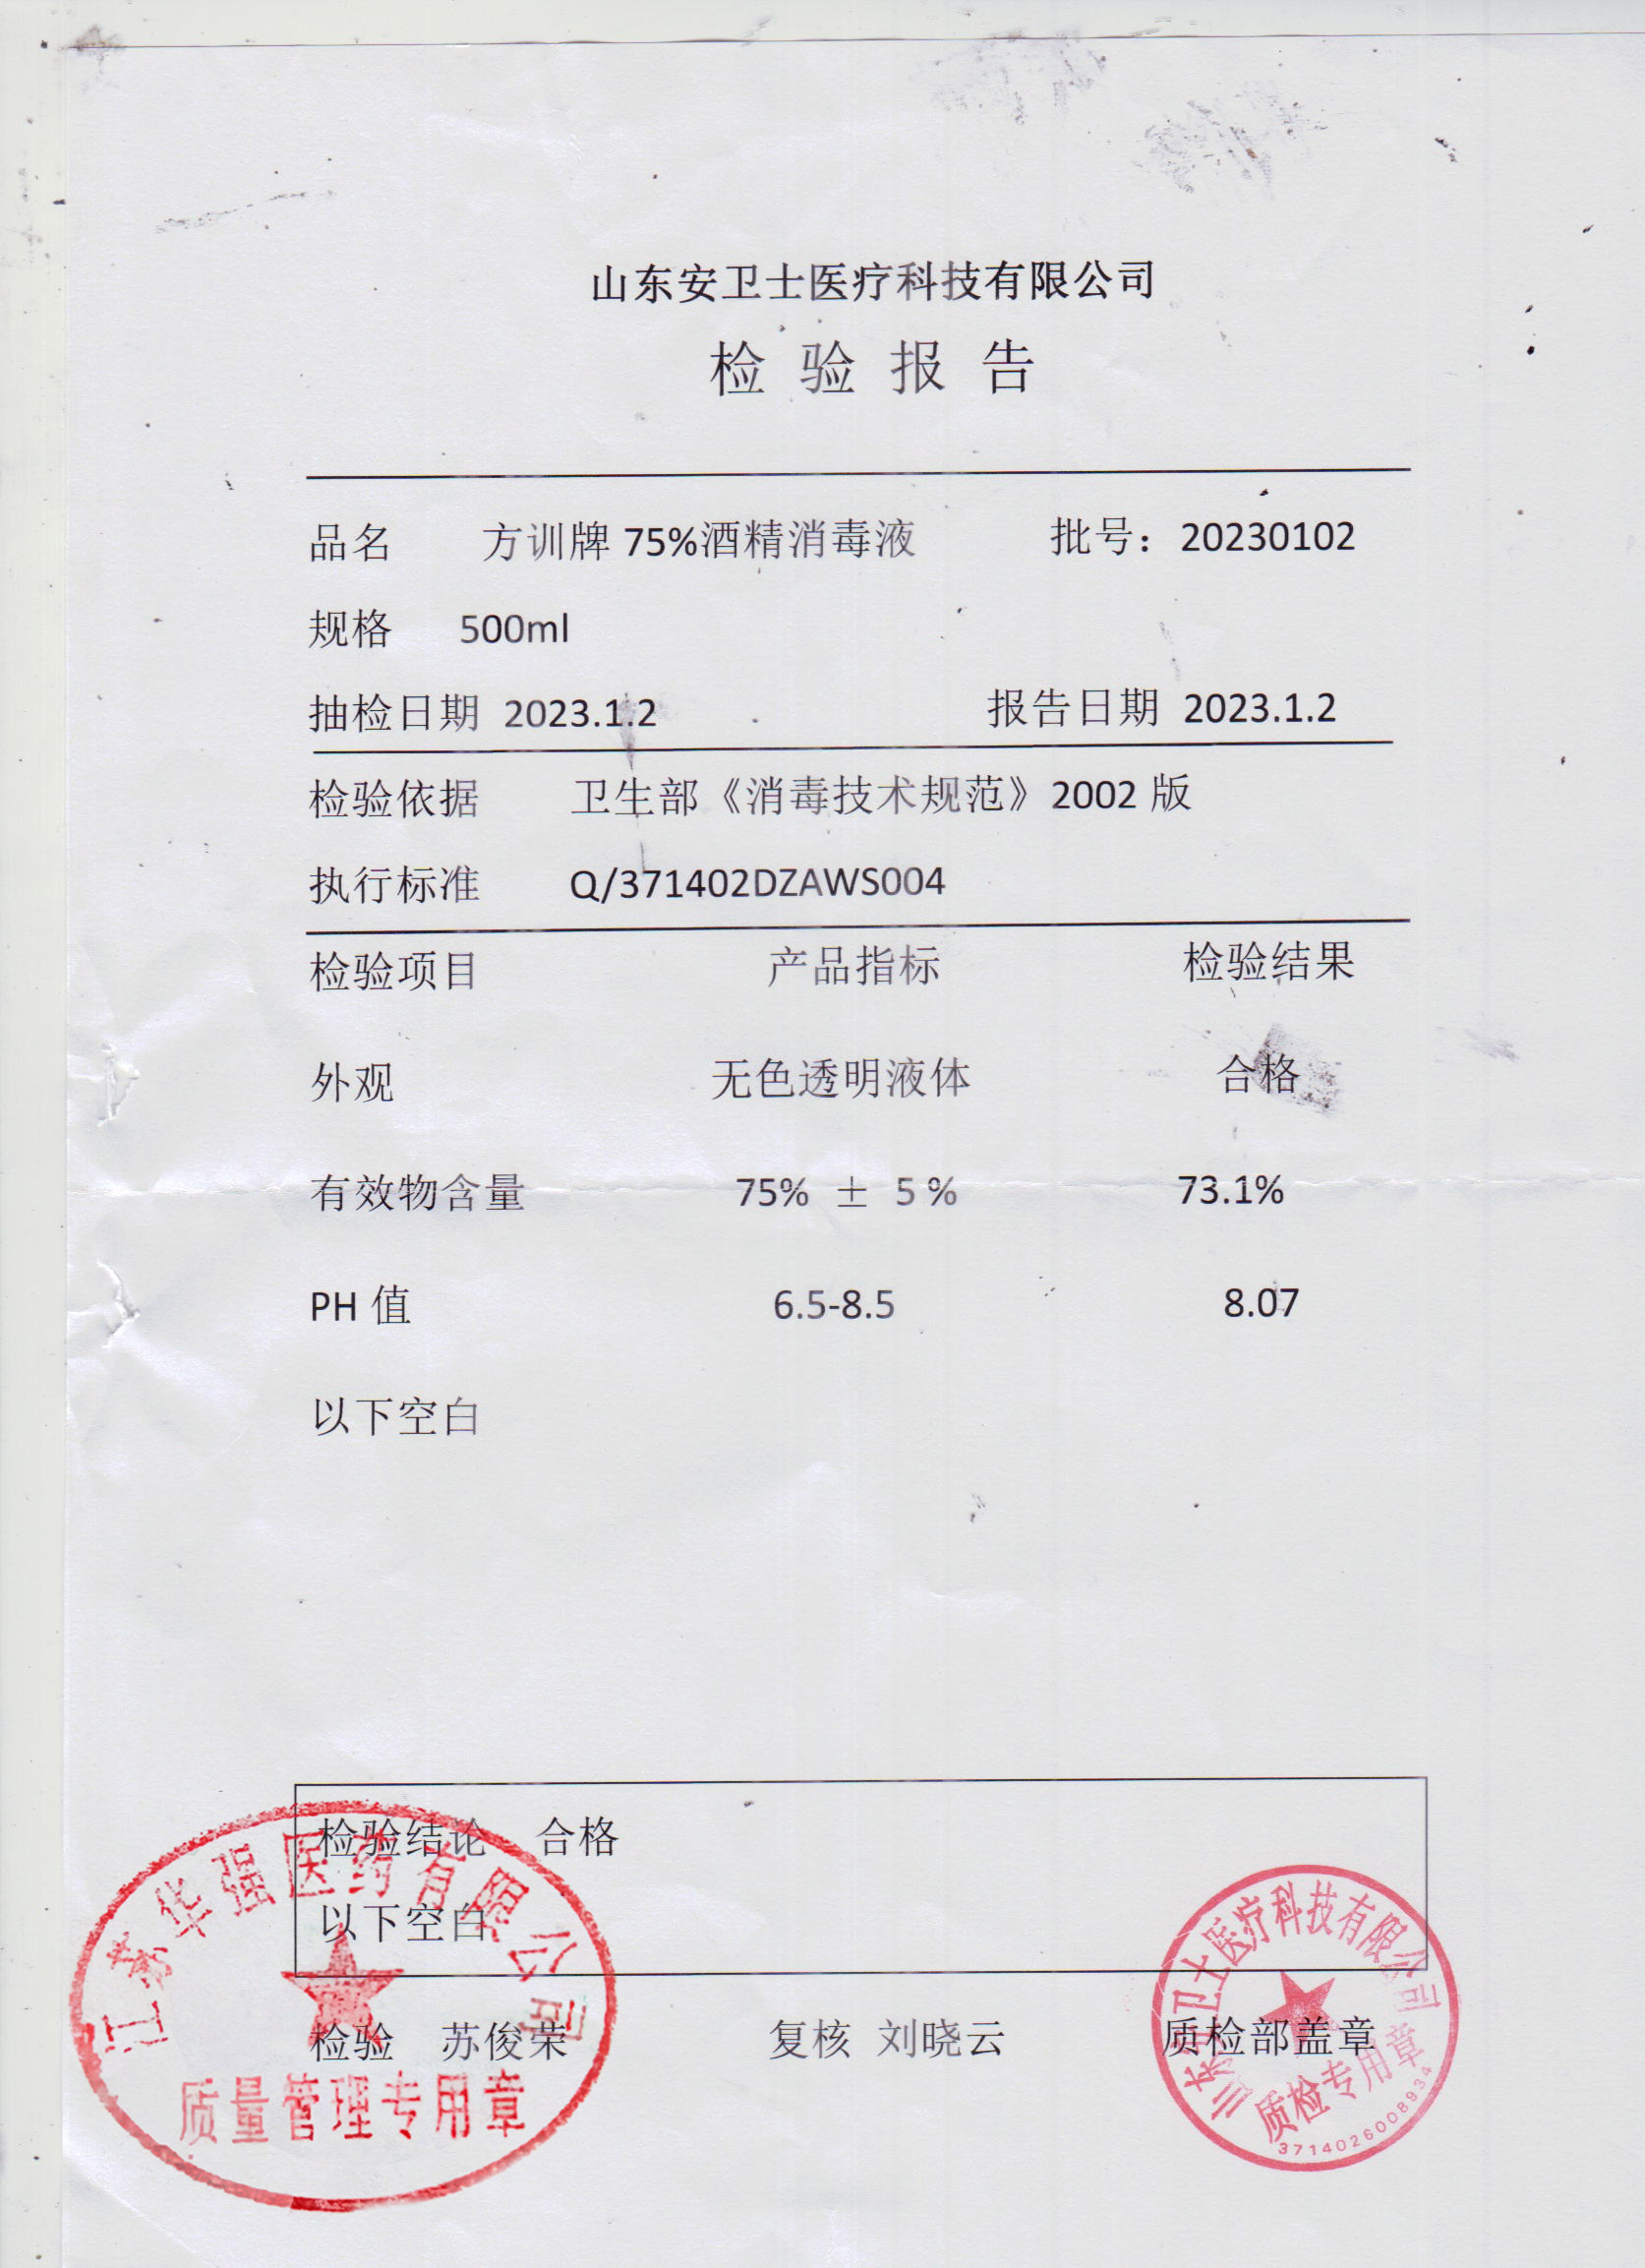 山东安卫士医疗科技有限公司
检验报告
品名 方训牌 75%酒精消毒液 批号：20230102
规格 500ml
抽检日期 2023.1.2 报告日期 2023.1.2
检验依据 卫生部《消毒技术规范》2002 版
执行标准 Q/371402DZAWS004
检验项目 产品指标 检验结果
外观 无色透明液体 合格
有效物含量 75% ± 5 % 73.1%
PH 值 6.5-8.5 8.07
以下空白
检验结论 合格
以下空白
检验 苏俊荣 复核 刘晓云 质检部盖章
江苏华强医药有限公司
质量管理专用章
山东安卫士医疗科技有限公司
质检专用章
3714026008934